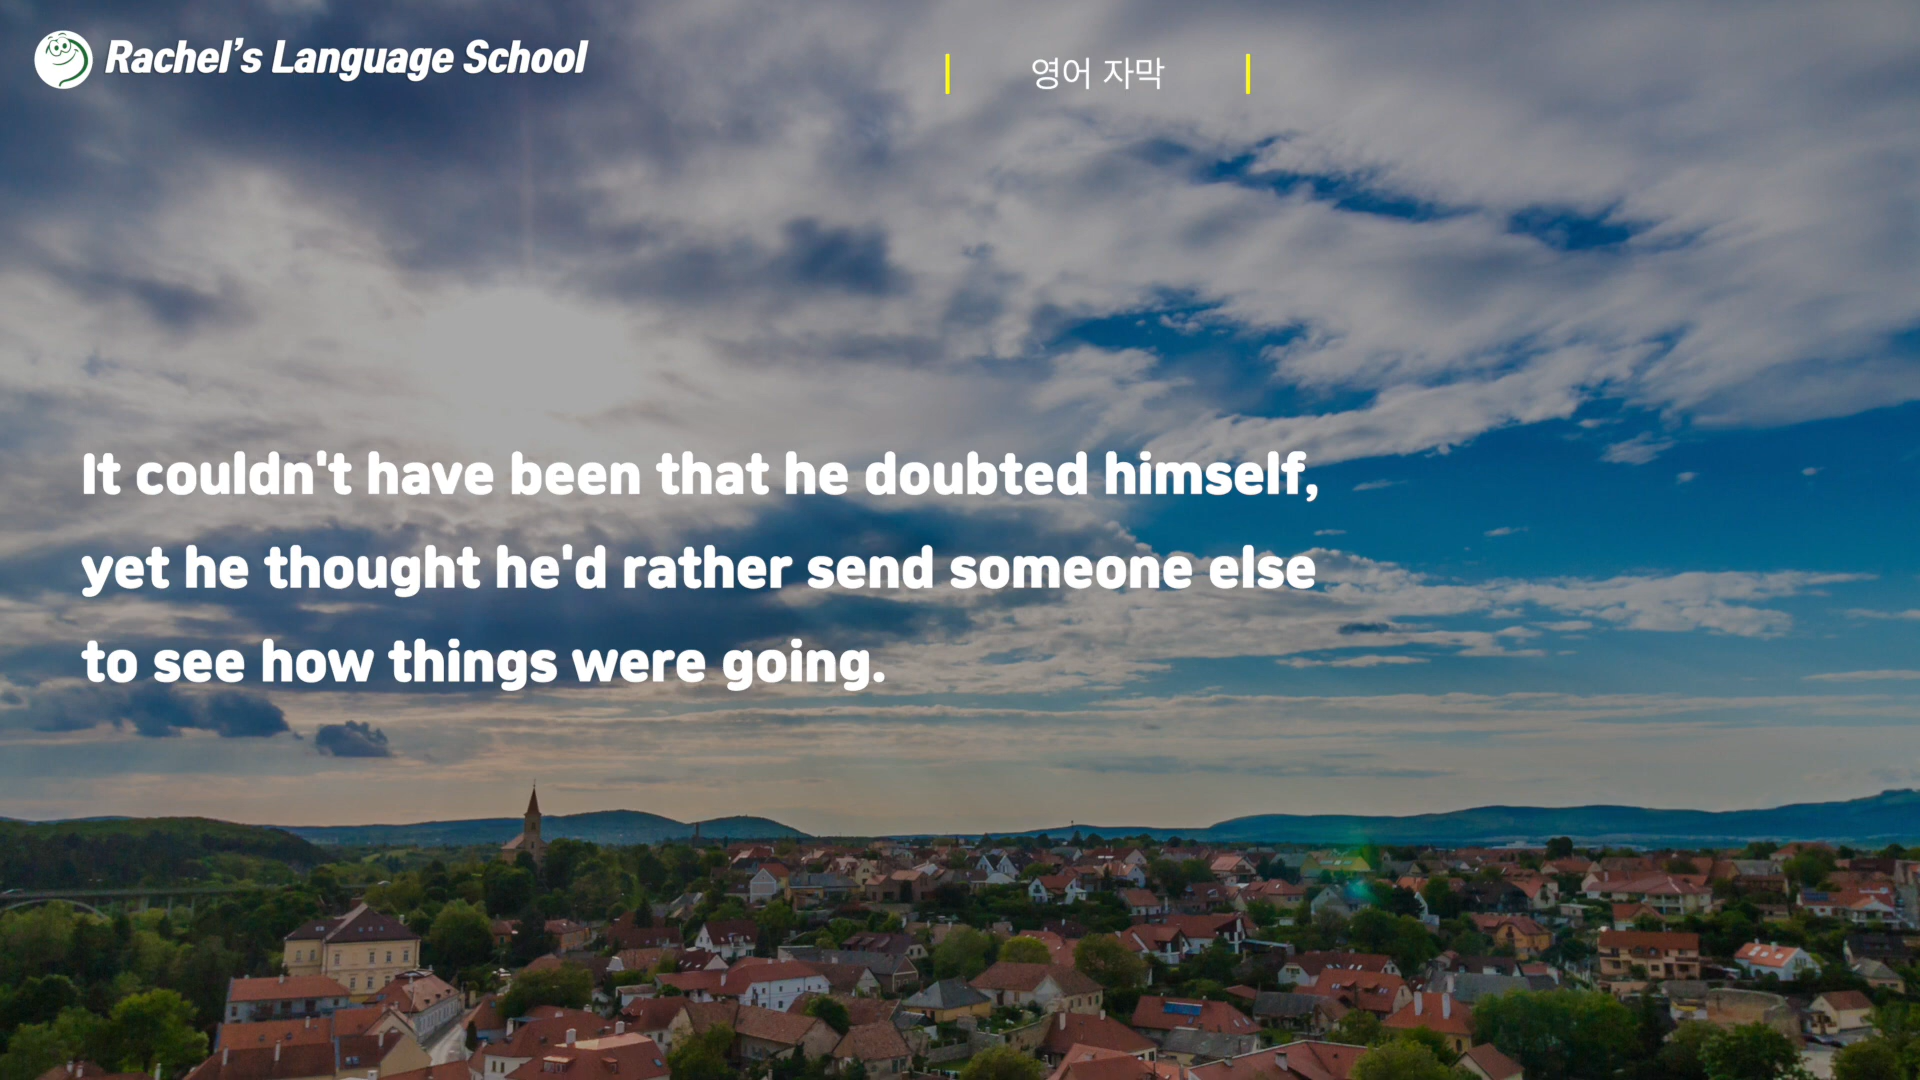 Rachel's Language School
영어 자막
It couldn't have been that he doubted himself,
yet he thought he'd rather send someone else
to see how things were going.